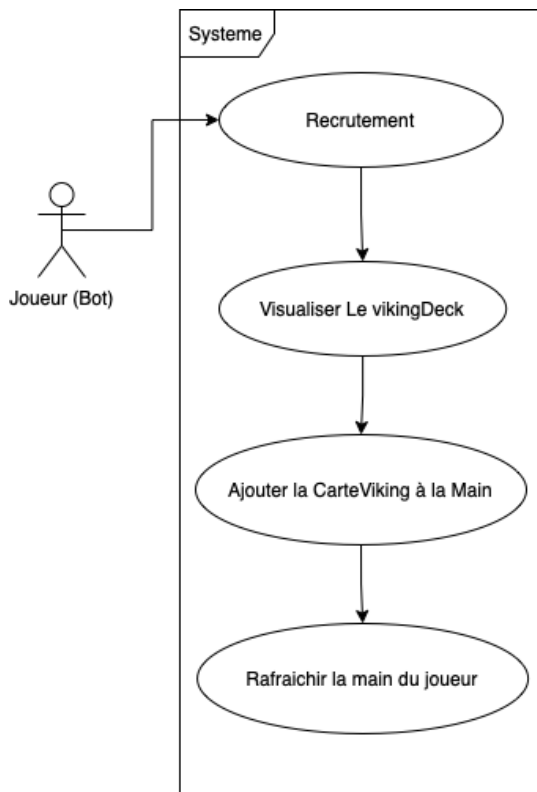 Systeme
Recrutement
Joueur (Bot)
Visualiser Le vikingDeck
Ajouter la CarteViking à la Main
Rafraichir la main du joueur